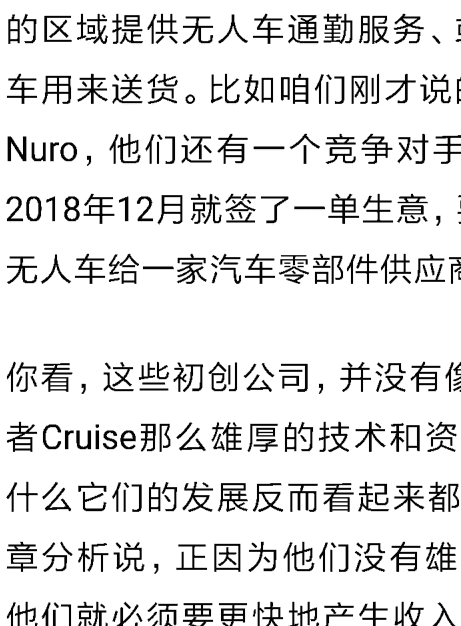 的区域提供无人车通勤服务、
车用来送货。比如咱们刚才说
Nuro，他们还有一个竞争对手
2018年12月就签了一单生意，
无人车给一家汽车零部件供应商
你看，这些初创公司，并没有像
者Cruise那么雄厚的技术和资
什么它们的发展反而看起来都
章分析说，正因为他们没有雄
他们就必须要更快地产生收入